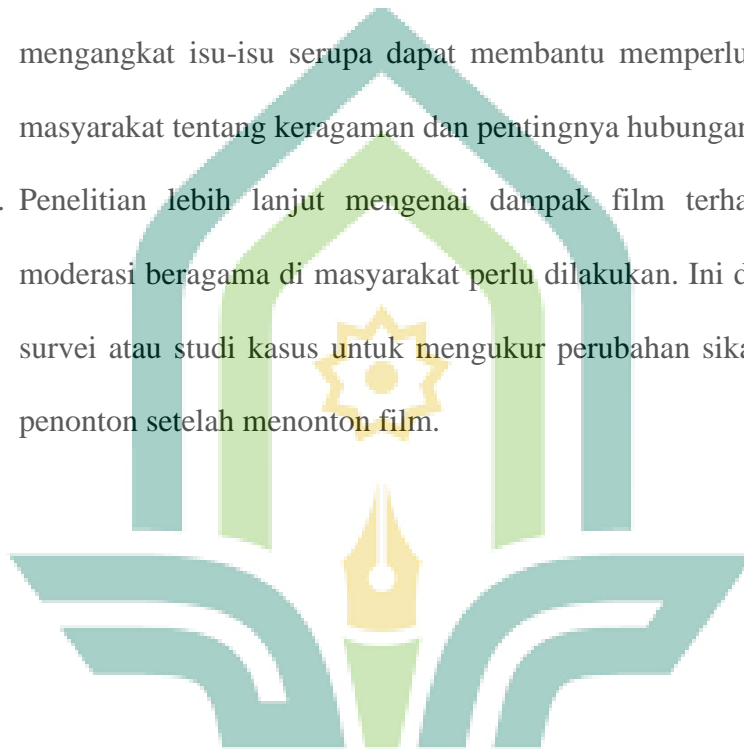 mengangkat isu-isu serupa dapat membantu memperlu
masyarakat tentang keragaman dan pentingnya hubungan
. Penelitian lebih lanjut mengenai dampak film terha
moderasi beragama di masyarakat perlu dilakukan. Ini d
survei atau studi kasus untuk mengukur perubahan sika
penonton setelah menonton film.